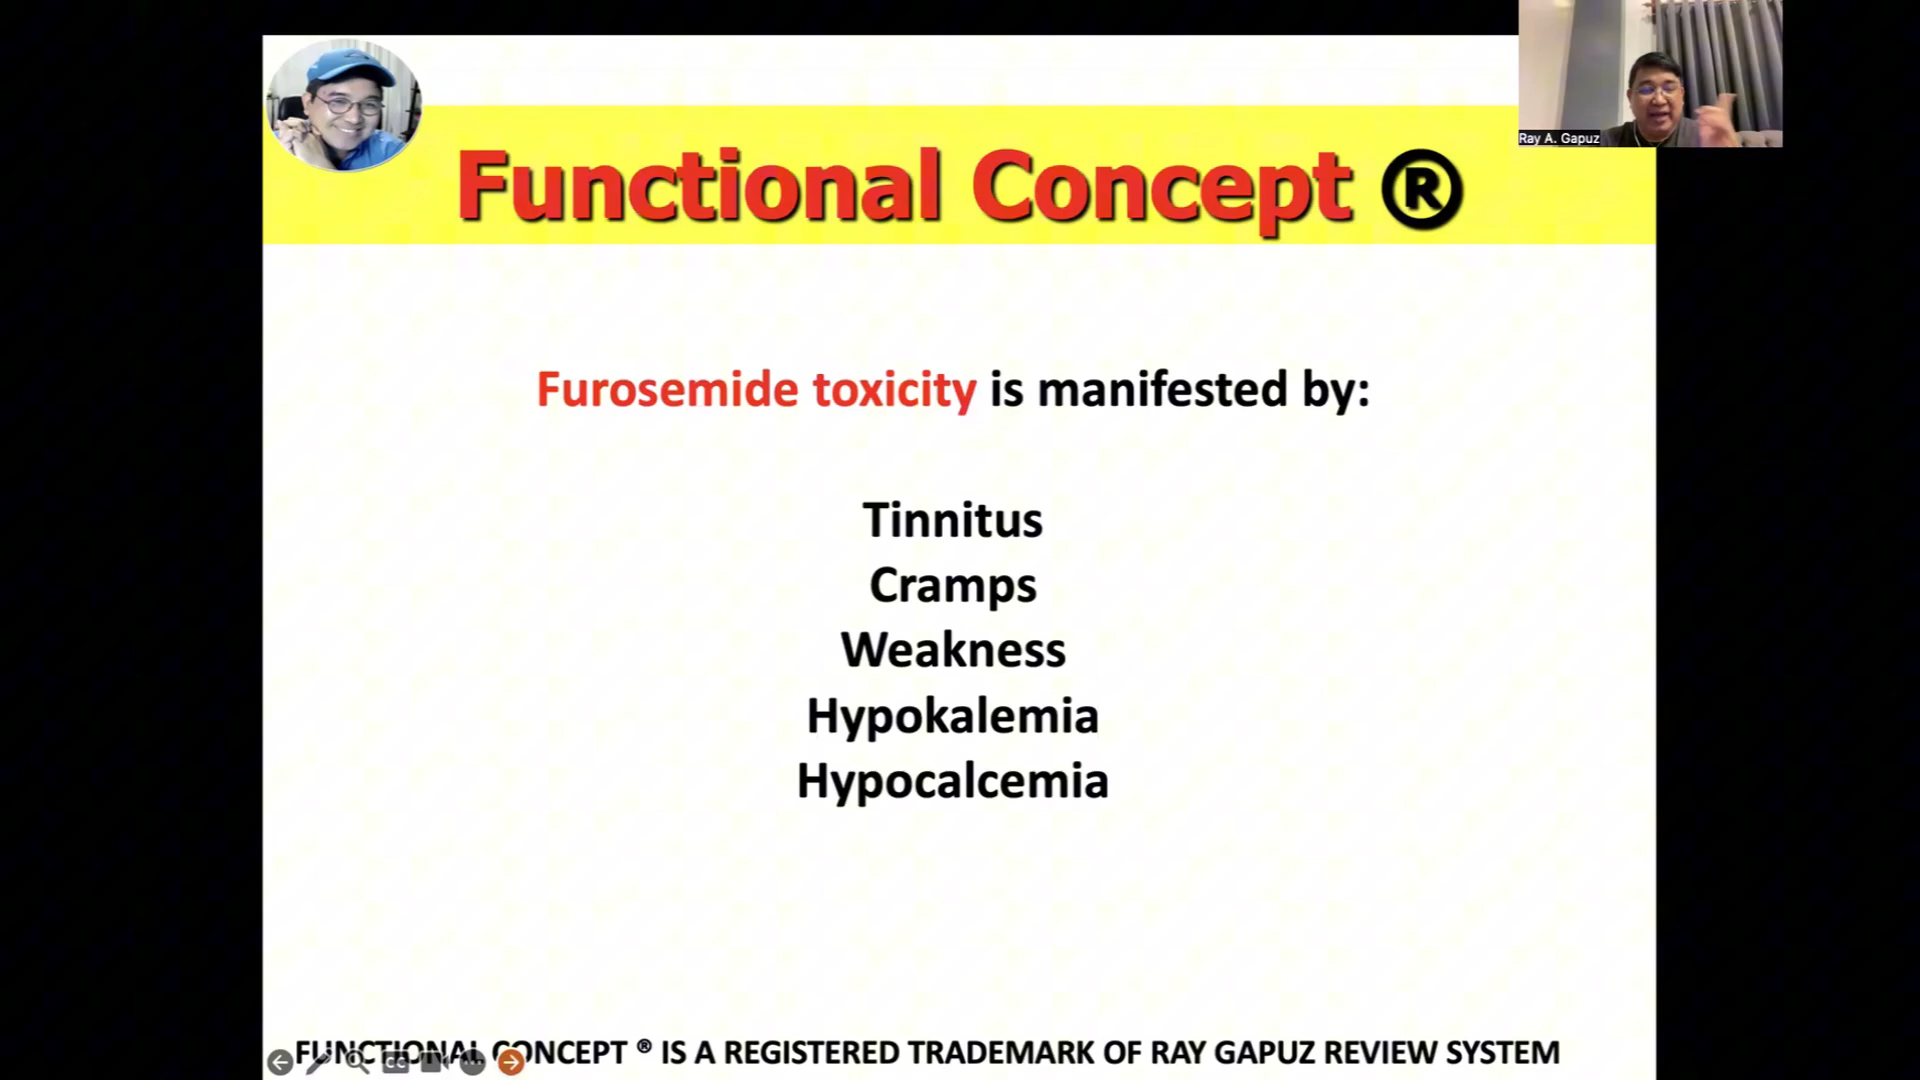 Ray A. Gapuz
Functional Concept ®
Furosemide toxicity is manifested by:
Tinnitus
Cramps
Weakness
Hypokalemia
Hypocalcemia
FUNCTIONAL CONCEPT ® IS A REGISTERED TRADEMARK OF RAY GAPUZ REVIEW SYSTEM
CC